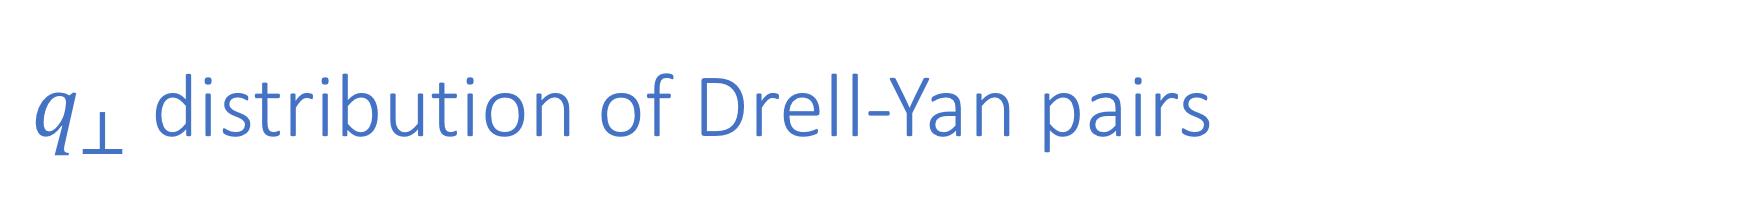 q⊥ distribution of Drell-Yan pairs